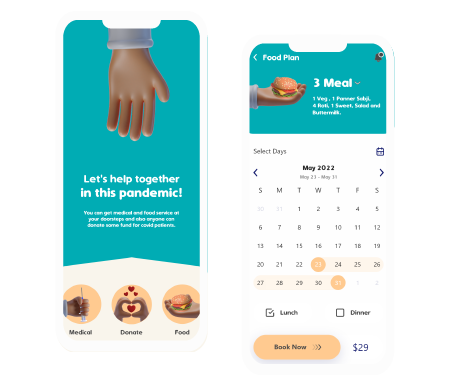 Let's help together
in this pandemic!
You can get medical and food service at
your doorsteps and also anyone can
donate some fund for covid patients.
Medical
Donate
Food
Food Plan
3 Meal
1 Veg , 1 Panner Sabji,
4 Roti, 1 Sweet, Salad and
Buttermilk.
Select Days
May 2022
May 23 - May 31
S M T W T F S
30 31 1 2 3 4 5
6 7 8 9 10 11 12
13 14 15 16 17 18 19
20 21 22 23 24 25 26
27 28 29 30 31 1 2
Lunch
Dinner
Book Now
$29